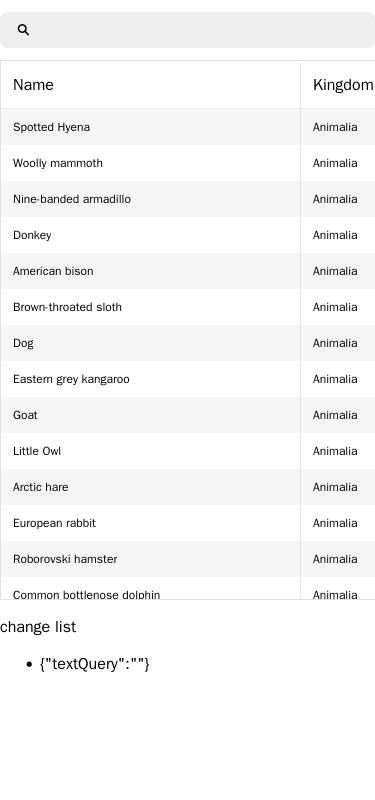 Name Kingdom
Spotted Hyena Animalia
Woolly mammoth Animalia
Nine-banded armadillo Animalia
Donkey Animalia
American bison Animalia
Brown-throated sloth Animalia
Dog Animalia
Eastern grey kangaroo Animalia
Goat Animalia
Little Owl Animalia
Arctic hare Animalia
European rabbit Animalia
Roborovski hamster Animalia
Common bottlenose dolphin Animalia
change list
• {"textQuery":""}